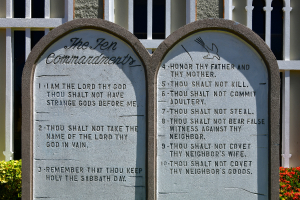 The Ten
Commandments
1-I AM THE LORD THY GOD
THOU SHALT NOT HAVE
STRANGE GODS BEFORE ME
2-THOU SHALT NOT TAKE THE
NAME OF THE LORD THY
GOD IN VAIN.
3-REMEMBER THAT THOU KEEP
HOLY THE SABBATH DAY.
4-HONOR THY FATHER AND
THY MOTHER.
5-THOU SHALT NOT KILL.
6-THOU SHALT NOT COMMIT
ADULTERY.
7-THOU SHALT NOT STEAL.
8-THOU SHALT NOT BEAR FALSE
WITNESS AGAINST THY
NEIGHBOR.
9-THOU SHALT NOT COVET
THY NEIGHBOR'S WIFE.
10-THOU SHALT NOT COVET
THY NEIGHBOR'S GOODS.